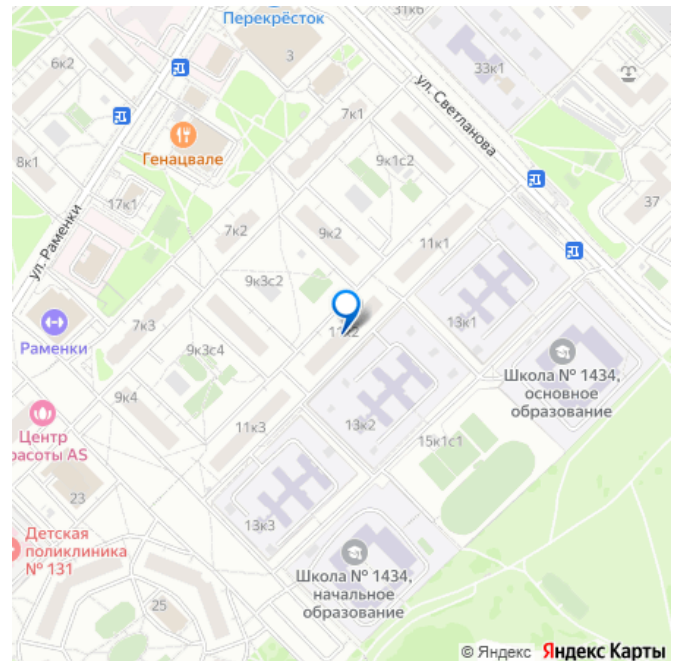 Перекрёсток
31к6
6к2
3
33к1
ул. Светланова
7к1
Генацвале
9к1с2
8к1
17к1
37
7к2
9к2
11к1
ул. Раменки
9к3с2
13к1
Раменки
7к3
9к3с4
Школа № 1434,
основное
образование
9к4
11к3
13к2
15к1с1
Центр
расоты AS
23
13к3
Детская
поликлиника
№ 131
Школа № 1434,
начальное
образование
25
© Яндекс Яндекс Карты